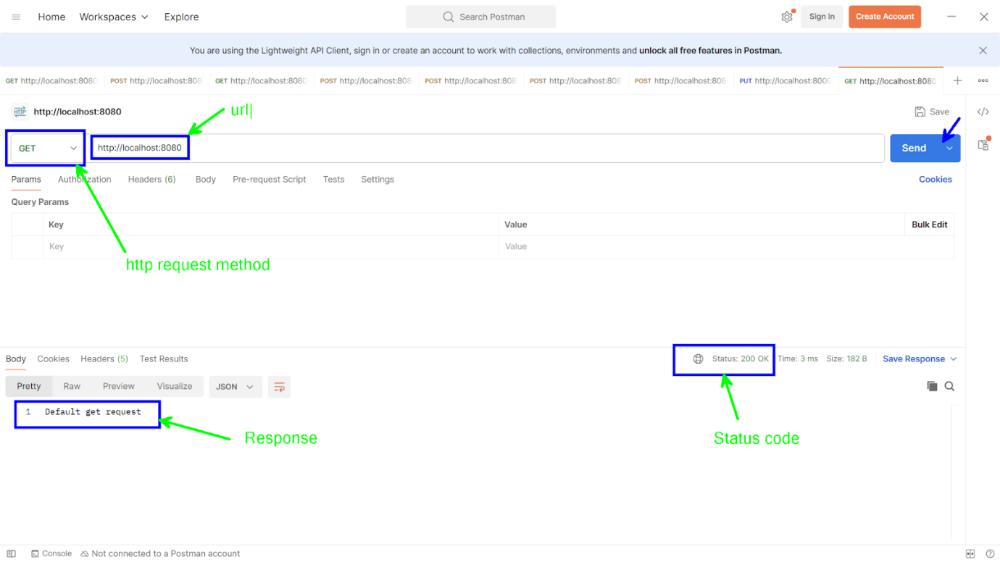 Home Workspaces Explore Search Postman Sign In Create Account
You are using the Lightweight API Client, sign in or create an account to work with collections, environments and unlock all free features in Postman.
GET http://localhost:8080 POST http://localhost:808 GET http://localhost:8080 POST http://localhost:808 POST http://localhost:808 POST http://localhost:808 POST http://localhost:808 PUT http://localhost:8000 GET http://localhost:8080
HTTP http://localhost:8080 url Save
GET http://localhost:8080 Send
Params Authorization Headers (6) Body Pre-request Script Tests Settings Cookies
Query Params
Key Value Bulk Edit
Key Value
http request method
Body Cookies Headers (5) Test Results Status: 200 OK Time: 3 ms Size: 182 B Save Response
Pretty Raw Preview Visualize JSON
1 Default get request
Response Status code
Console Not connected to a Postman account